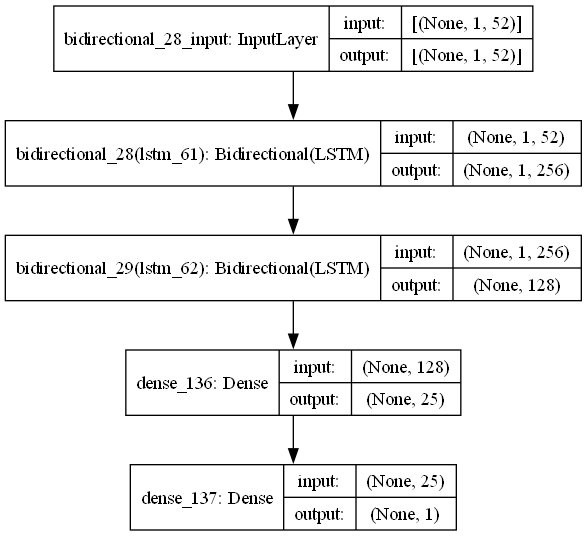 bidirectional_28_input: InputLayer
input: [(None, 1, 52)]
output: [(None, 1, 52)]
bidirectional_28(lstm_61): Bidirectional(LSTM)
input: (None, 1, 52)
output: (None, 1, 256)
bidirectional_29(lstm_62): Bidirectional(LSTM)
input: (None, 1, 256)
output: (None, 128)
dense_136: Dense
input: (None, 128)
output: (None, 25)
dense_137: Dense
input: (None, 25)
output: (None, 1)